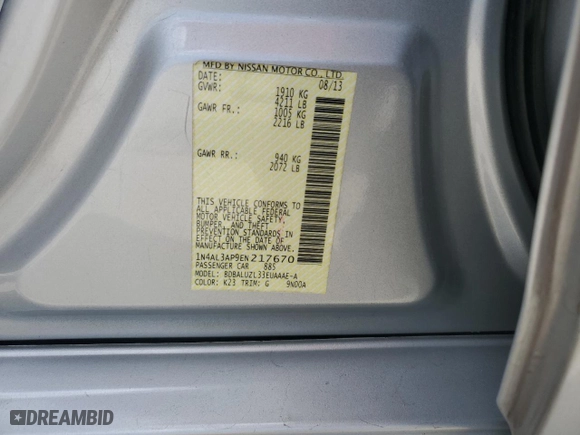 MFD BY NISSAN MOTOR CO., LTD.
DATE: 08/13
GVWR: 1910 KG
4211 LB
GAWR FR.: 1005 KG
2216 LB
GAWR RR.: 940 KG
2072 LB
THIS VEHICLE CONFORMS TO
ALL APPLICABLE FEDERAL
MOTOR VEHICLE SAFETY,
BUMPER, AND THEFT
PREVENTION STANDARDS
IN EFFECT ON THE DATE OF
MANUFACTURE SHOWN ABOVE.
1N4AL3AP9EN217670
PASSENGER CAR 885
MODEL: BDBALUZL33EUAAAE-A
COLOR: K23 TRIM: G 9N00A
DREAMBID